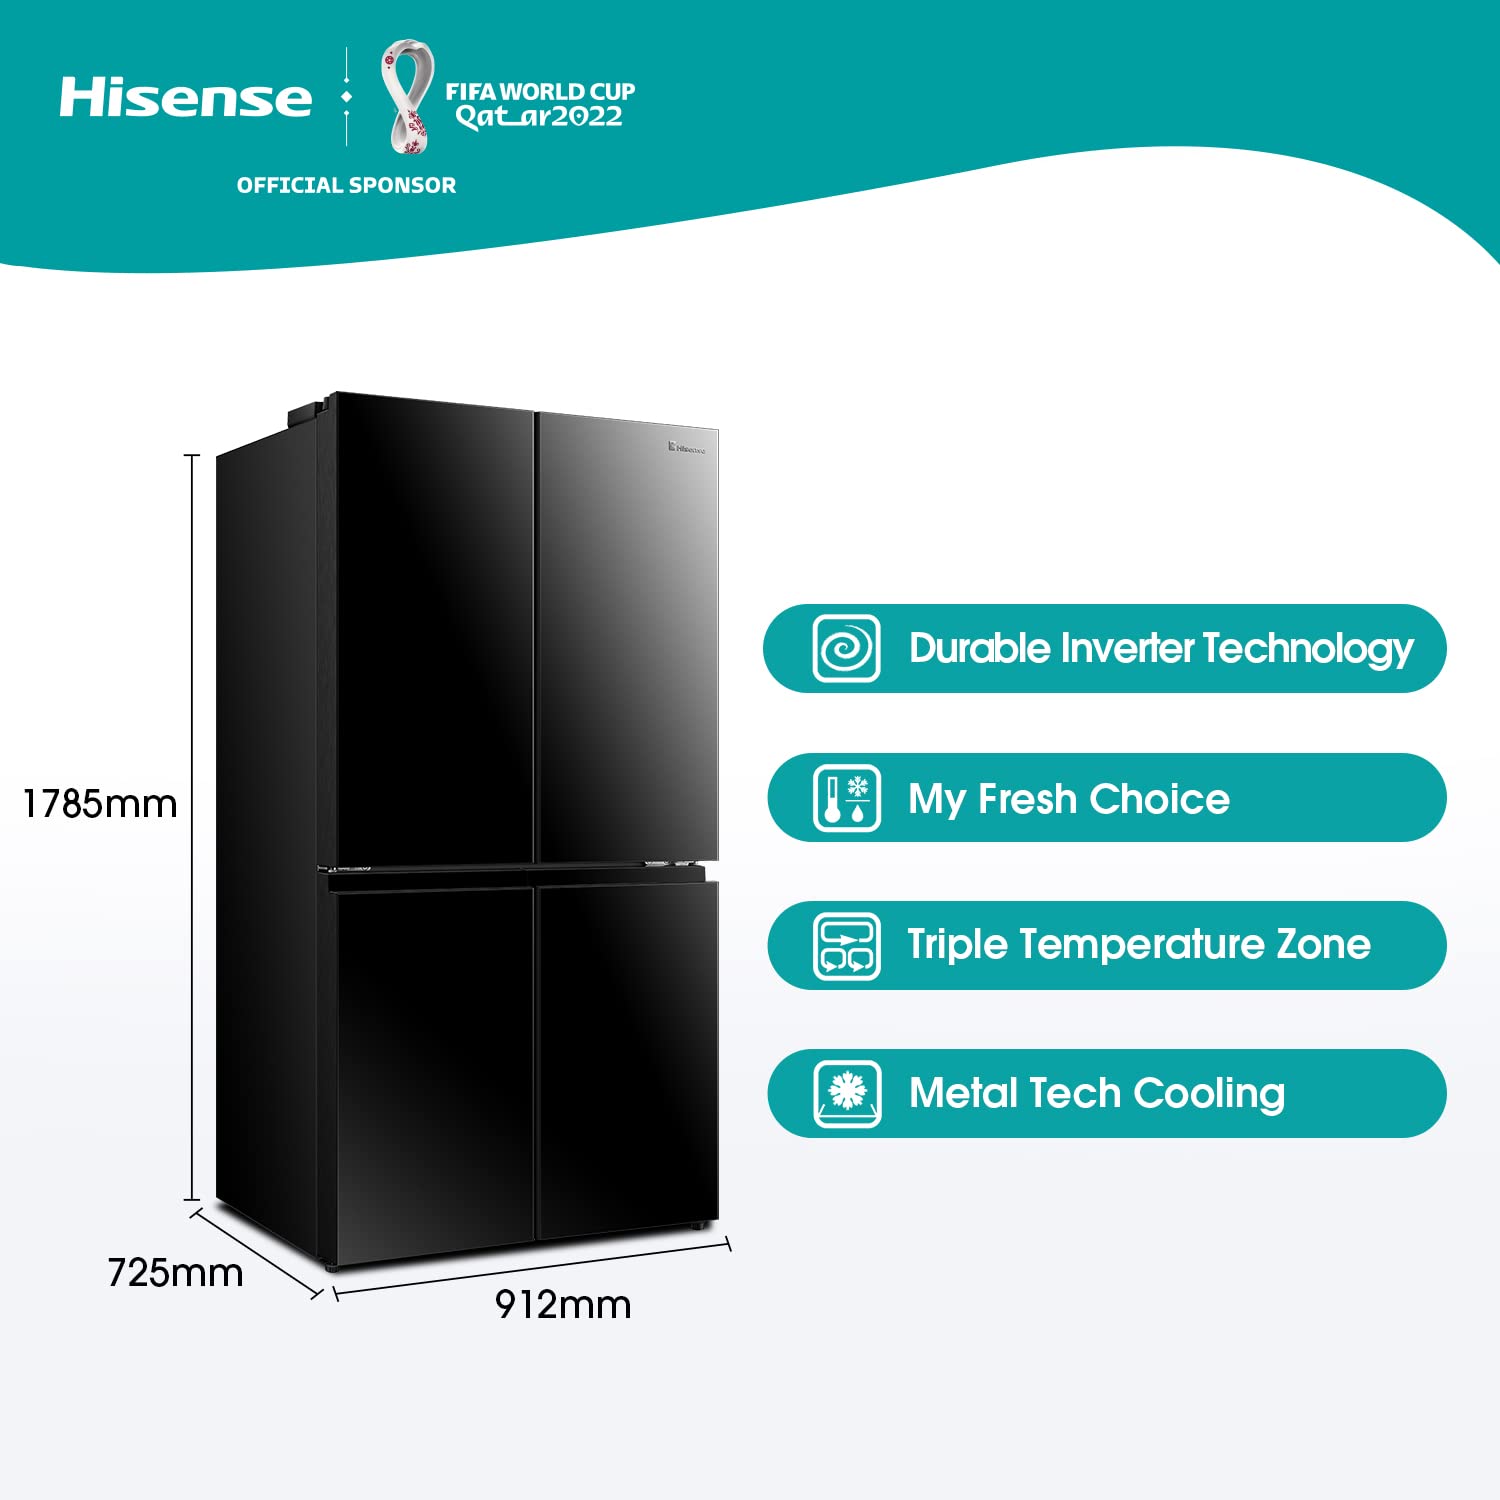 Hisense
FIFA WORLD CUP
Qatar2022
OFFICIAL SPONSOR
Hisense
1785mm
725mm
912mm
Durable Inverter Technology
My Fresh Choice
Triple Temperature Zone
Metal Tech Cooling